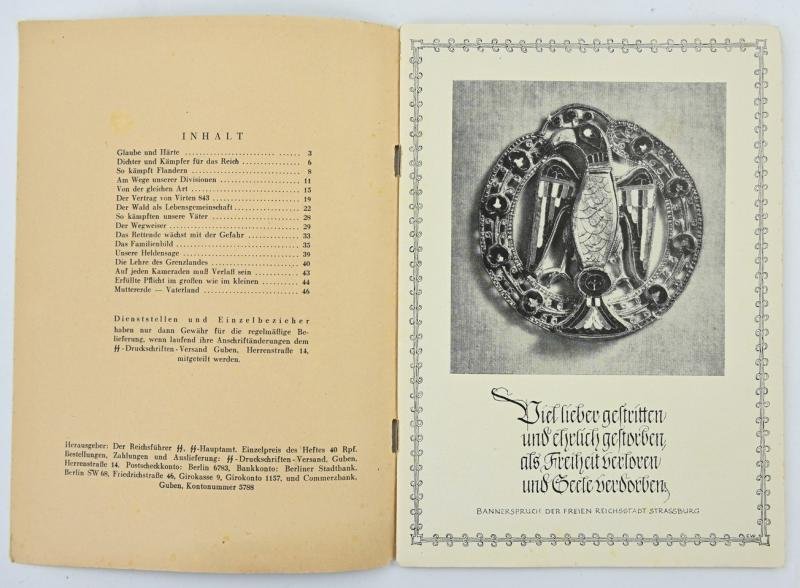 INHALT
Glaube und Härte .......................... 3
Dichter und Kämpfer für das Reich .......................... 6
So kämpft Flandern .......................... 8
Am Wege unserer Divisionen .......................... 11
Von der gleichen Art .......................... 15
Der Vertrag von Virten 843 .......................... 19
Der Wald als Lebensgemeinschaft .......................... 22
So kämpften unsere Väter .......................... 28
Der Wegweiser .......................... 29
Das Rettende wächst mit der Gefahr .......................... 33
Das Familienbild .......................... 35
Unsere Heldensage .......................... 39
Die Lehre des Grenzlandes .......................... 40
Auf jeden Kameraden muß Verlaß sein .......................... 43
Erfüllte Pflicht im großen wie im kleinen .......................... 44
Muttererde — Vaterland .......................... 46
Dienststellen und Einzelbezieher
haben nur dann Gewähr für die regelmäßige Be-
lieferung, wenn laufend ihre Anschriftänderungen dem
ᛋᛋ-Druckschriften-Versand Guben, Herrenstraße 14,
mitgeteilt werden.
Herausgeber: Der Reichsführer ᛋᛋ, ᛋᛋ-Hauptamt. Einzelpreis des Heftes 40 Rpf.
Bestellungen, Zahlungen und Auslieferung: ᛋᛋ-Druckschriften-Versand, Guben,
Herrenstraße 14. Postscheckkonto: Berlin 6783, Bankkonto: Berliner Stadtbank.
Berlin SW 68, Friedrichstraße 46, Girokasse 9, Girokonto 1157, und Commerzbank,
Guben, Kontonummer 5788
Viel lieber gestritten
und ehrlich gestorben,
als Freiheit verloren
und Seele verdorben,
BANNERSPRUCH DER FREIEN REICHSSTADT STRASSBURG